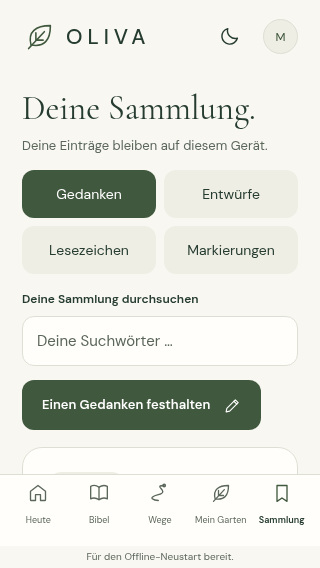 OLIVA
M
Deine Sammlung.
Deine Einträge bleiben auf diesem Gerät.
Gedanken
Entwürfe
Lesezeichen
Markierungen
Deine Sammlung durchsuchen
Deine Suchwörter ...
Einen Gedanken festhalten
Heute
Bibel
Wege
Mein Garten
Sammlung
Für den Offline-Neustart bereit.